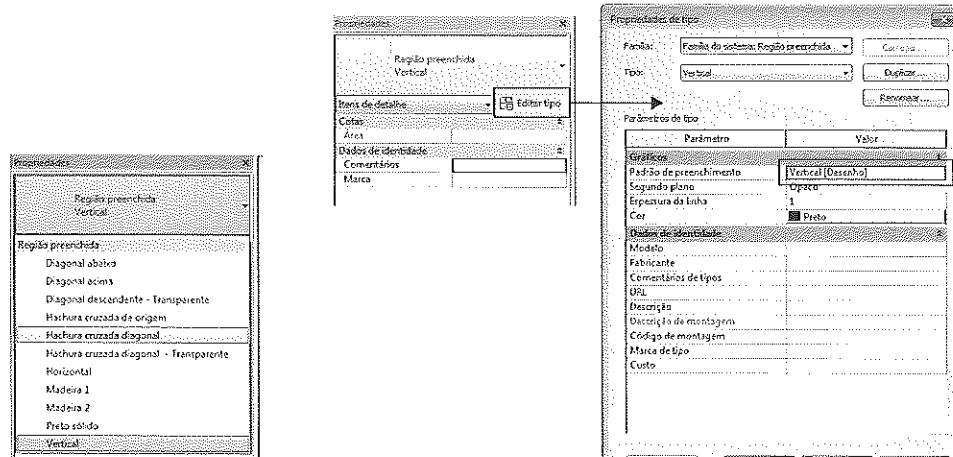 Propriedades
Região preenchida
Vertical
Região preenchida
Diagonal abaixo
Diagonal acima
Diagonal descendente - Transparente
Hachura cruzada de origem
Hachura cruzada diagonal
Hachura cruzada diagonal - Transparente
Horizontal
Madeira 1
Madeira 2
Preto sólido
Vertical
Propriedades
Região preenchida
Vertical
Itens de detalhe
Editar tipo
Cotas
Área
Dados de identidade
Comentários
Marca
Propriedades de tipo
Família: Família do sistema: Região preenchida Carregar...
Tipo: Vertical Duplicar...
Renomear...
Parâmetros de tipo
Parâmetro Valor
Gráficos
Padrão de preenchimento Vertical [Desenho]
Segundo plano Opaco
Espessura da linha 1
Cor Preto
Dados de identidade
Modelo
Fabricante
Comentários de tipos
URL
Descrição
Descrição de montagem
Código de montagem
Marca de tipo
Custo